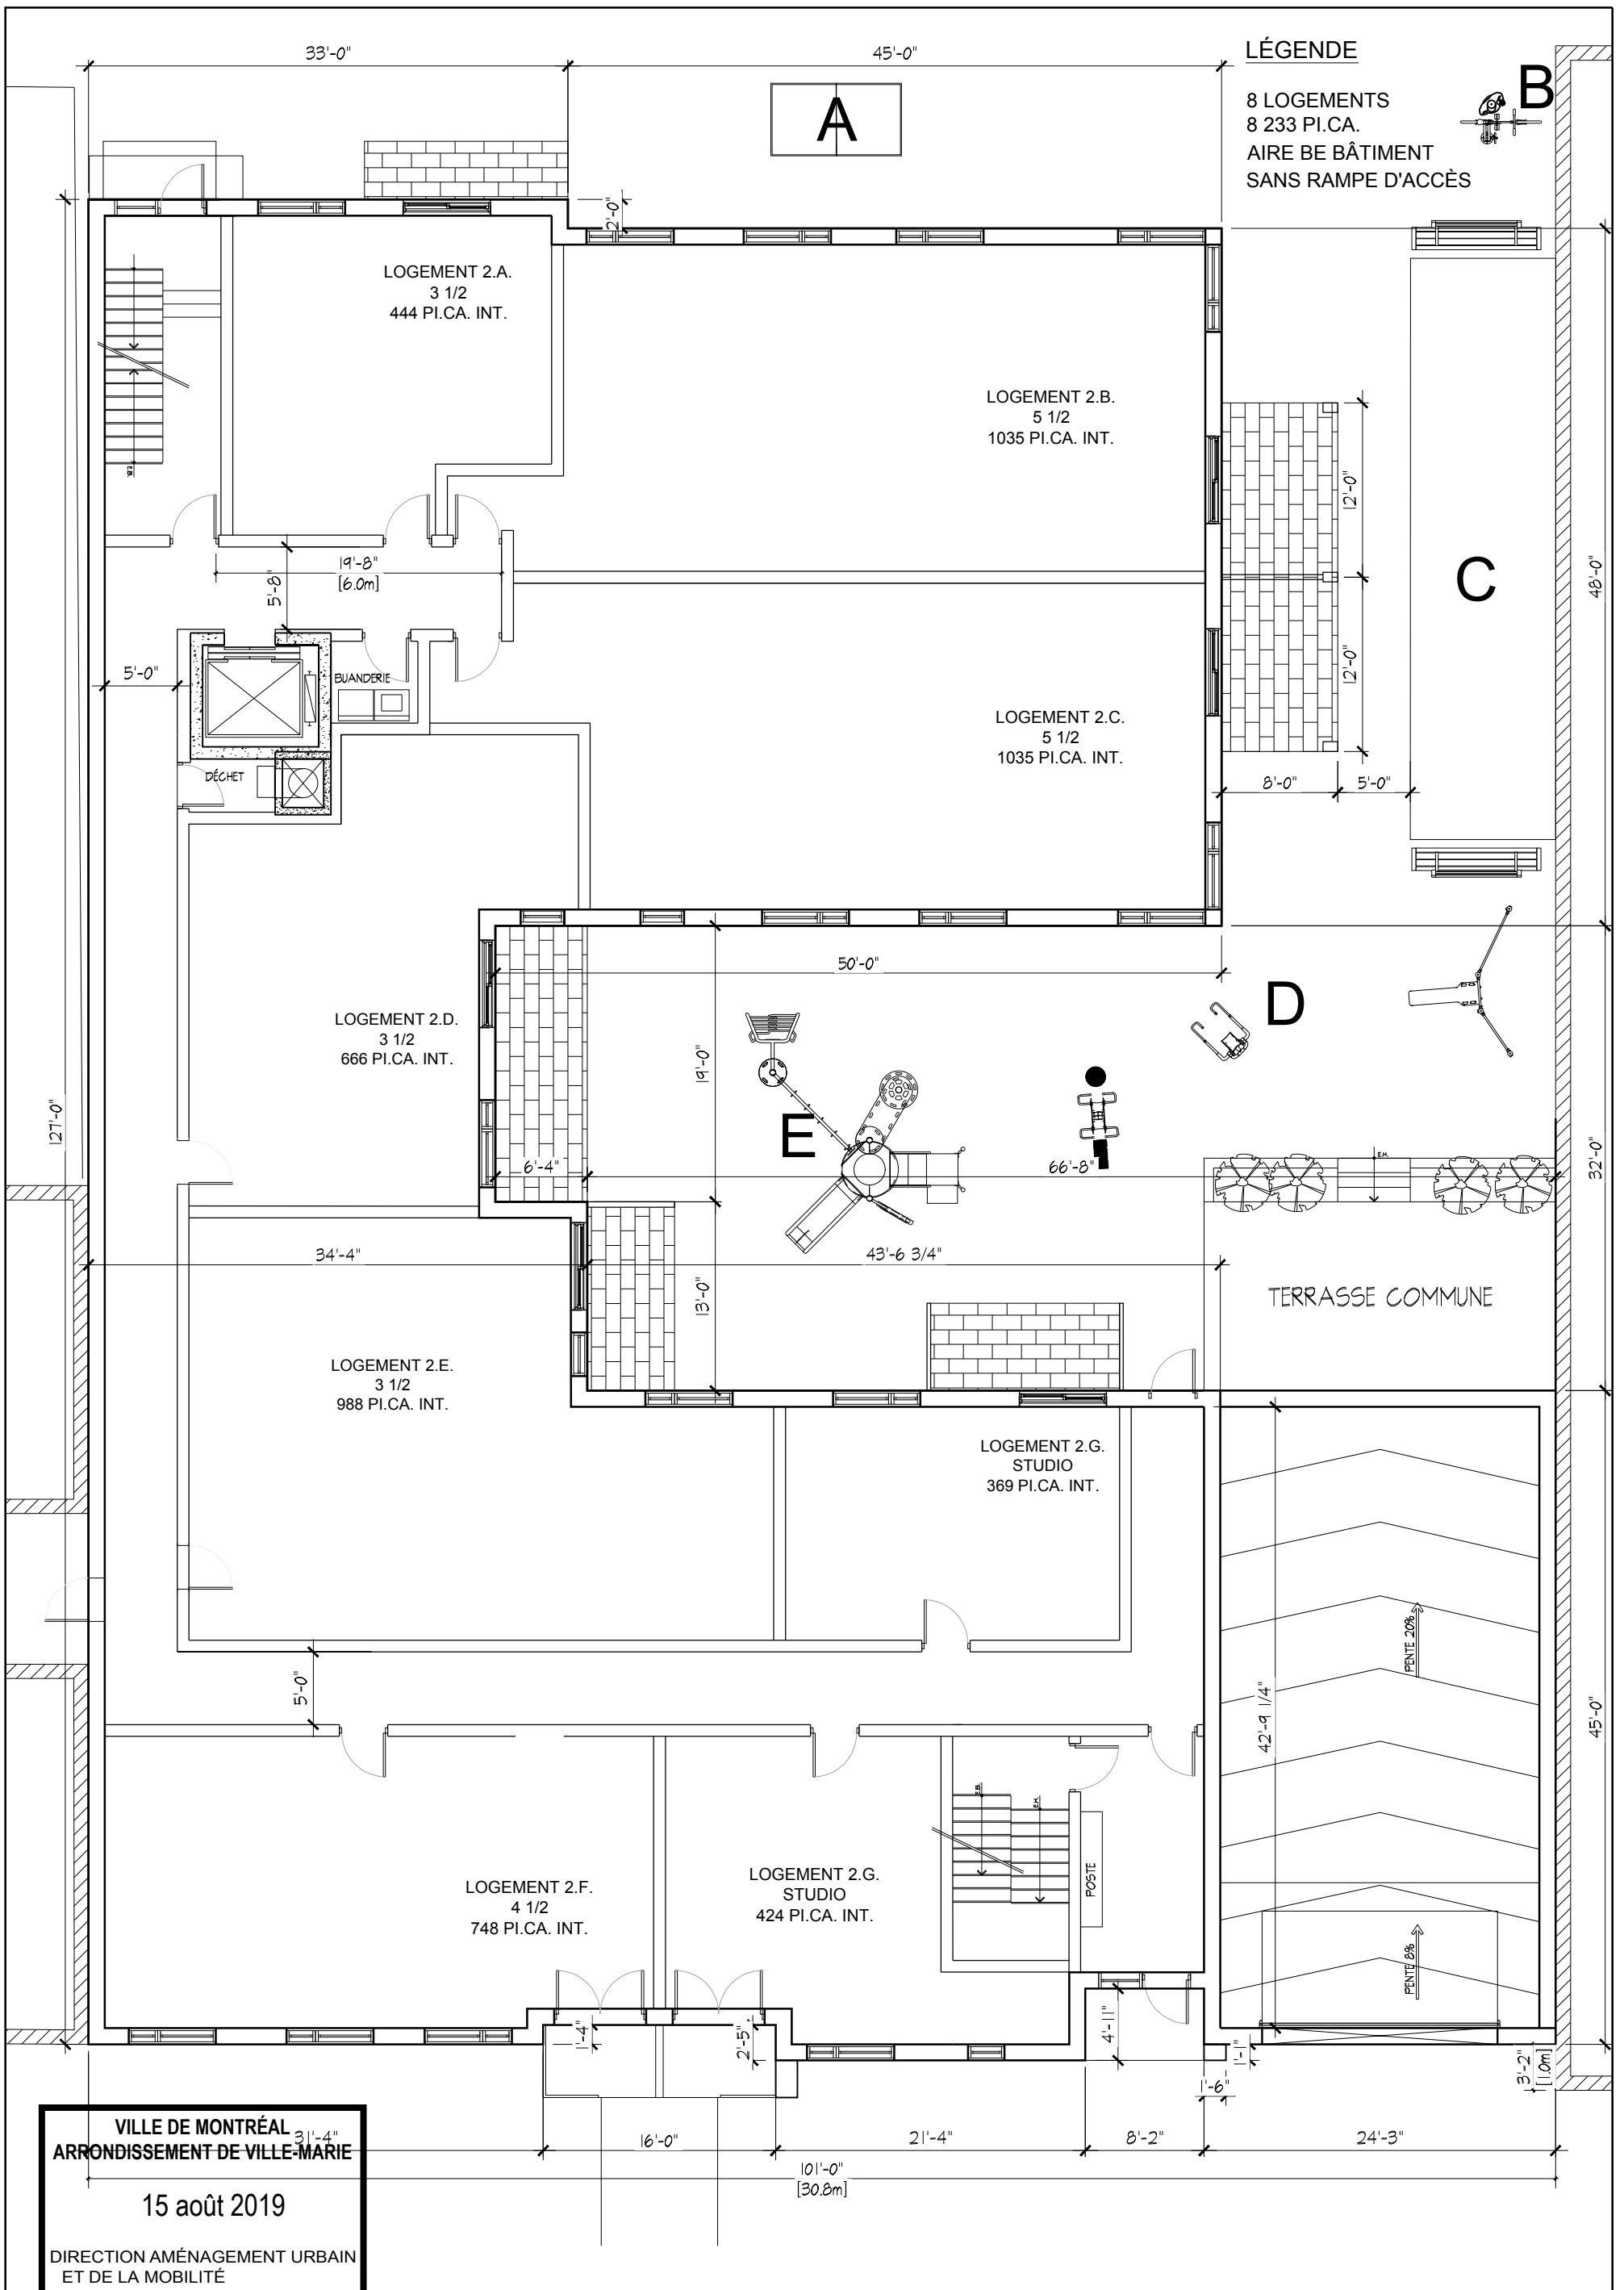 33'-0"
45'-0"
LÉGENDE
A
B
8 LOGEMENTS
8 233 PI.CA.
AIRE BE BÂTIMENT
SANS RAMPE D'ACCÈS
2'-0"
LOGEMENT 2.A.
3 1/2
444 PI.CA. INT.
LOGEMENT 2.B.
5 1/2
1035 PI.CA. INT.
12'-0"
C
48'-0"
19'-8"
[6.0m]
5'-8"
5'-0"
BUANDERIE
12'-0"
LOGEMENT 2.C.
5 1/2
1035 PI.CA. INT.
DÉCHET
8'-0"
5'-0"
50'-0"
D
LOGEMENT 2.D.
3 1/2
666 PI.CA. INT.
19'-0"
127'-0"
E
6'-4"
66'-8"
E.H.
32'-0"
34'-4"
43'-6 3/4"
13'-0"
TERRASSE COMMUNE
LOGEMENT 2.E.
3 1/2
988 PI.CA. INT.
LOGEMENT 2.G.
STUDIO
369 PI.CA. INT.
PENTE 20%
5'-0"
42'-9 1/4"
45'-0"
E.B.
E.H.
LOGEMENT 2.F.
4 1/2
748 PI.CA. INT.
LOGEMENT 2.G.
STUDIO
424 PI.CA. INT.
POSTE
PENTE 8%
1'-4"
2'-5"
4'-11"
1'-1"
3'-2"
[1.0m]
1'-6"
VILLE DE MONTRÉAL
31'-4"
ARRONDISSEMENT DE VILLE-MARIE
16'-0"
21'-4"
8'-2"
24'-3"
101'-0"
[30.8m]
15 août 2019
DIRECTION AMÉNAGEMENT URBAIN
ET DE LA MOBILITÉ